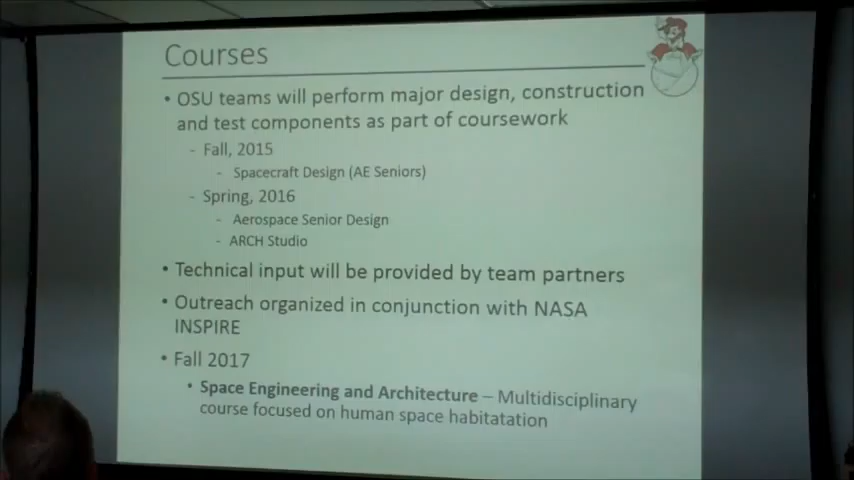 Courses
• OSU teams will perform major design, construction
and test components as part of coursework
- Fall, 2015
- Spacecraft Design (AE Seniors)
- Spring, 2016
- Aerospace Senior Design
- ARCH Studio
• Technical input will be provided by team partners
• Outreach organized in conjunction with NASA
INSPIRE
• Fall 2017
• Space Engineering and Architecture – Multidisciplinary
course focused on human space habitatation